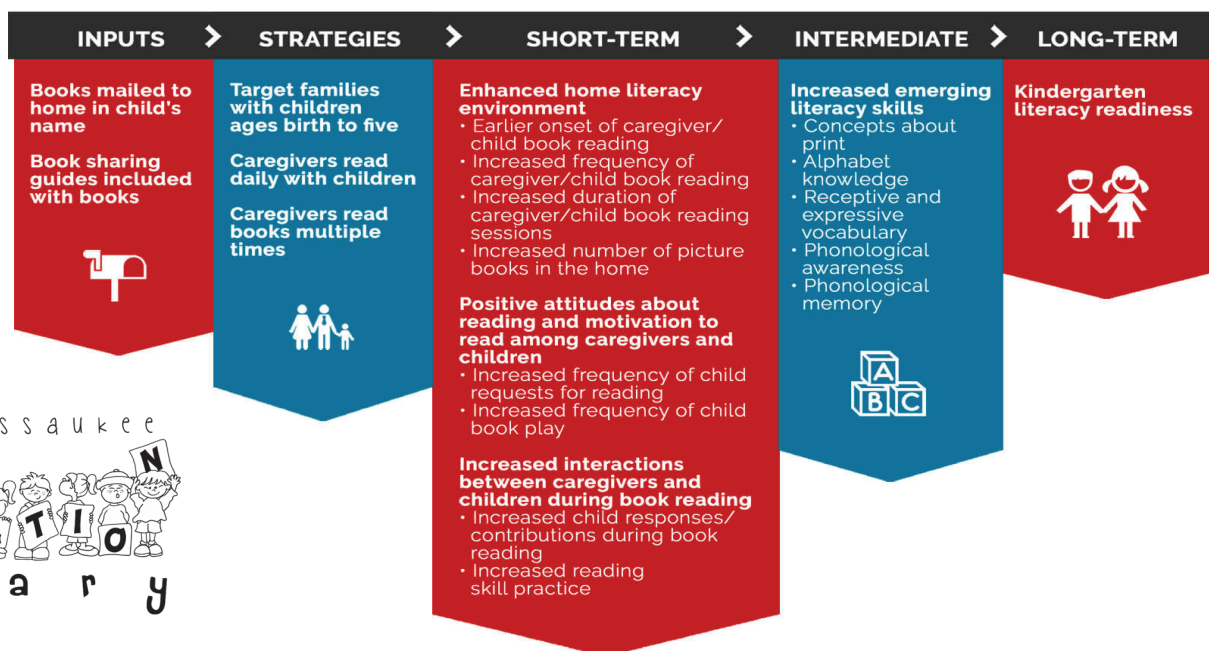 INPUTS > STRATEGIES > SHORT-TERM > INTERMEDIATE > LONG-TERM
Books mailed to
home in child's
name
Book sharing
guides included
with books
Target families
with children
ages birth to five
Caregivers read
daily with children
Caregivers read
books multiple
times
Enhanced home literacy
environment
• Earlier onset of caregiver/
child book reading
• Increased frequency of
caregiver/child book reading
• Increased duration of
caregiver/child book reading
sessions
• Increased number of picture
books in the home
Positive attitudes about
reading and motivation to
read among caregivers and
children
• Increased frequency of child
requests for reading
• Increased frequency of child
book play
Increased interactions
between caregivers and
children during book reading
• Increased child responses/
contributions during book
reading
• Increased reading
skill practice
Increased emerging
literacy skills
• Concepts about
print
• Alphabet
knowledge
• Receptive and
expressive
vocabulary
• Phonological
awareness
• Phonological
memory
A
B C
Kindergarten
literacy readiness
ssaukee
T I O N
a r y